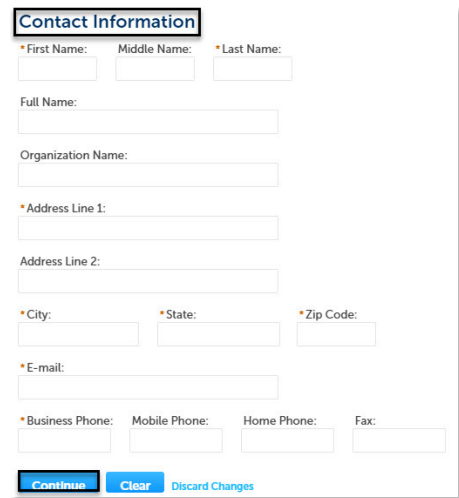 Contact Information
*First Name: Middle Name: *Last Name:
Full Name:
Organization Name:
*Address Line 1:
Address Line 2:
*City: *State: *Zip Code:
*E-mail:
*Business Phone: Mobile Phone: Home Phone: Fax:
Continue Clear Discard Changes